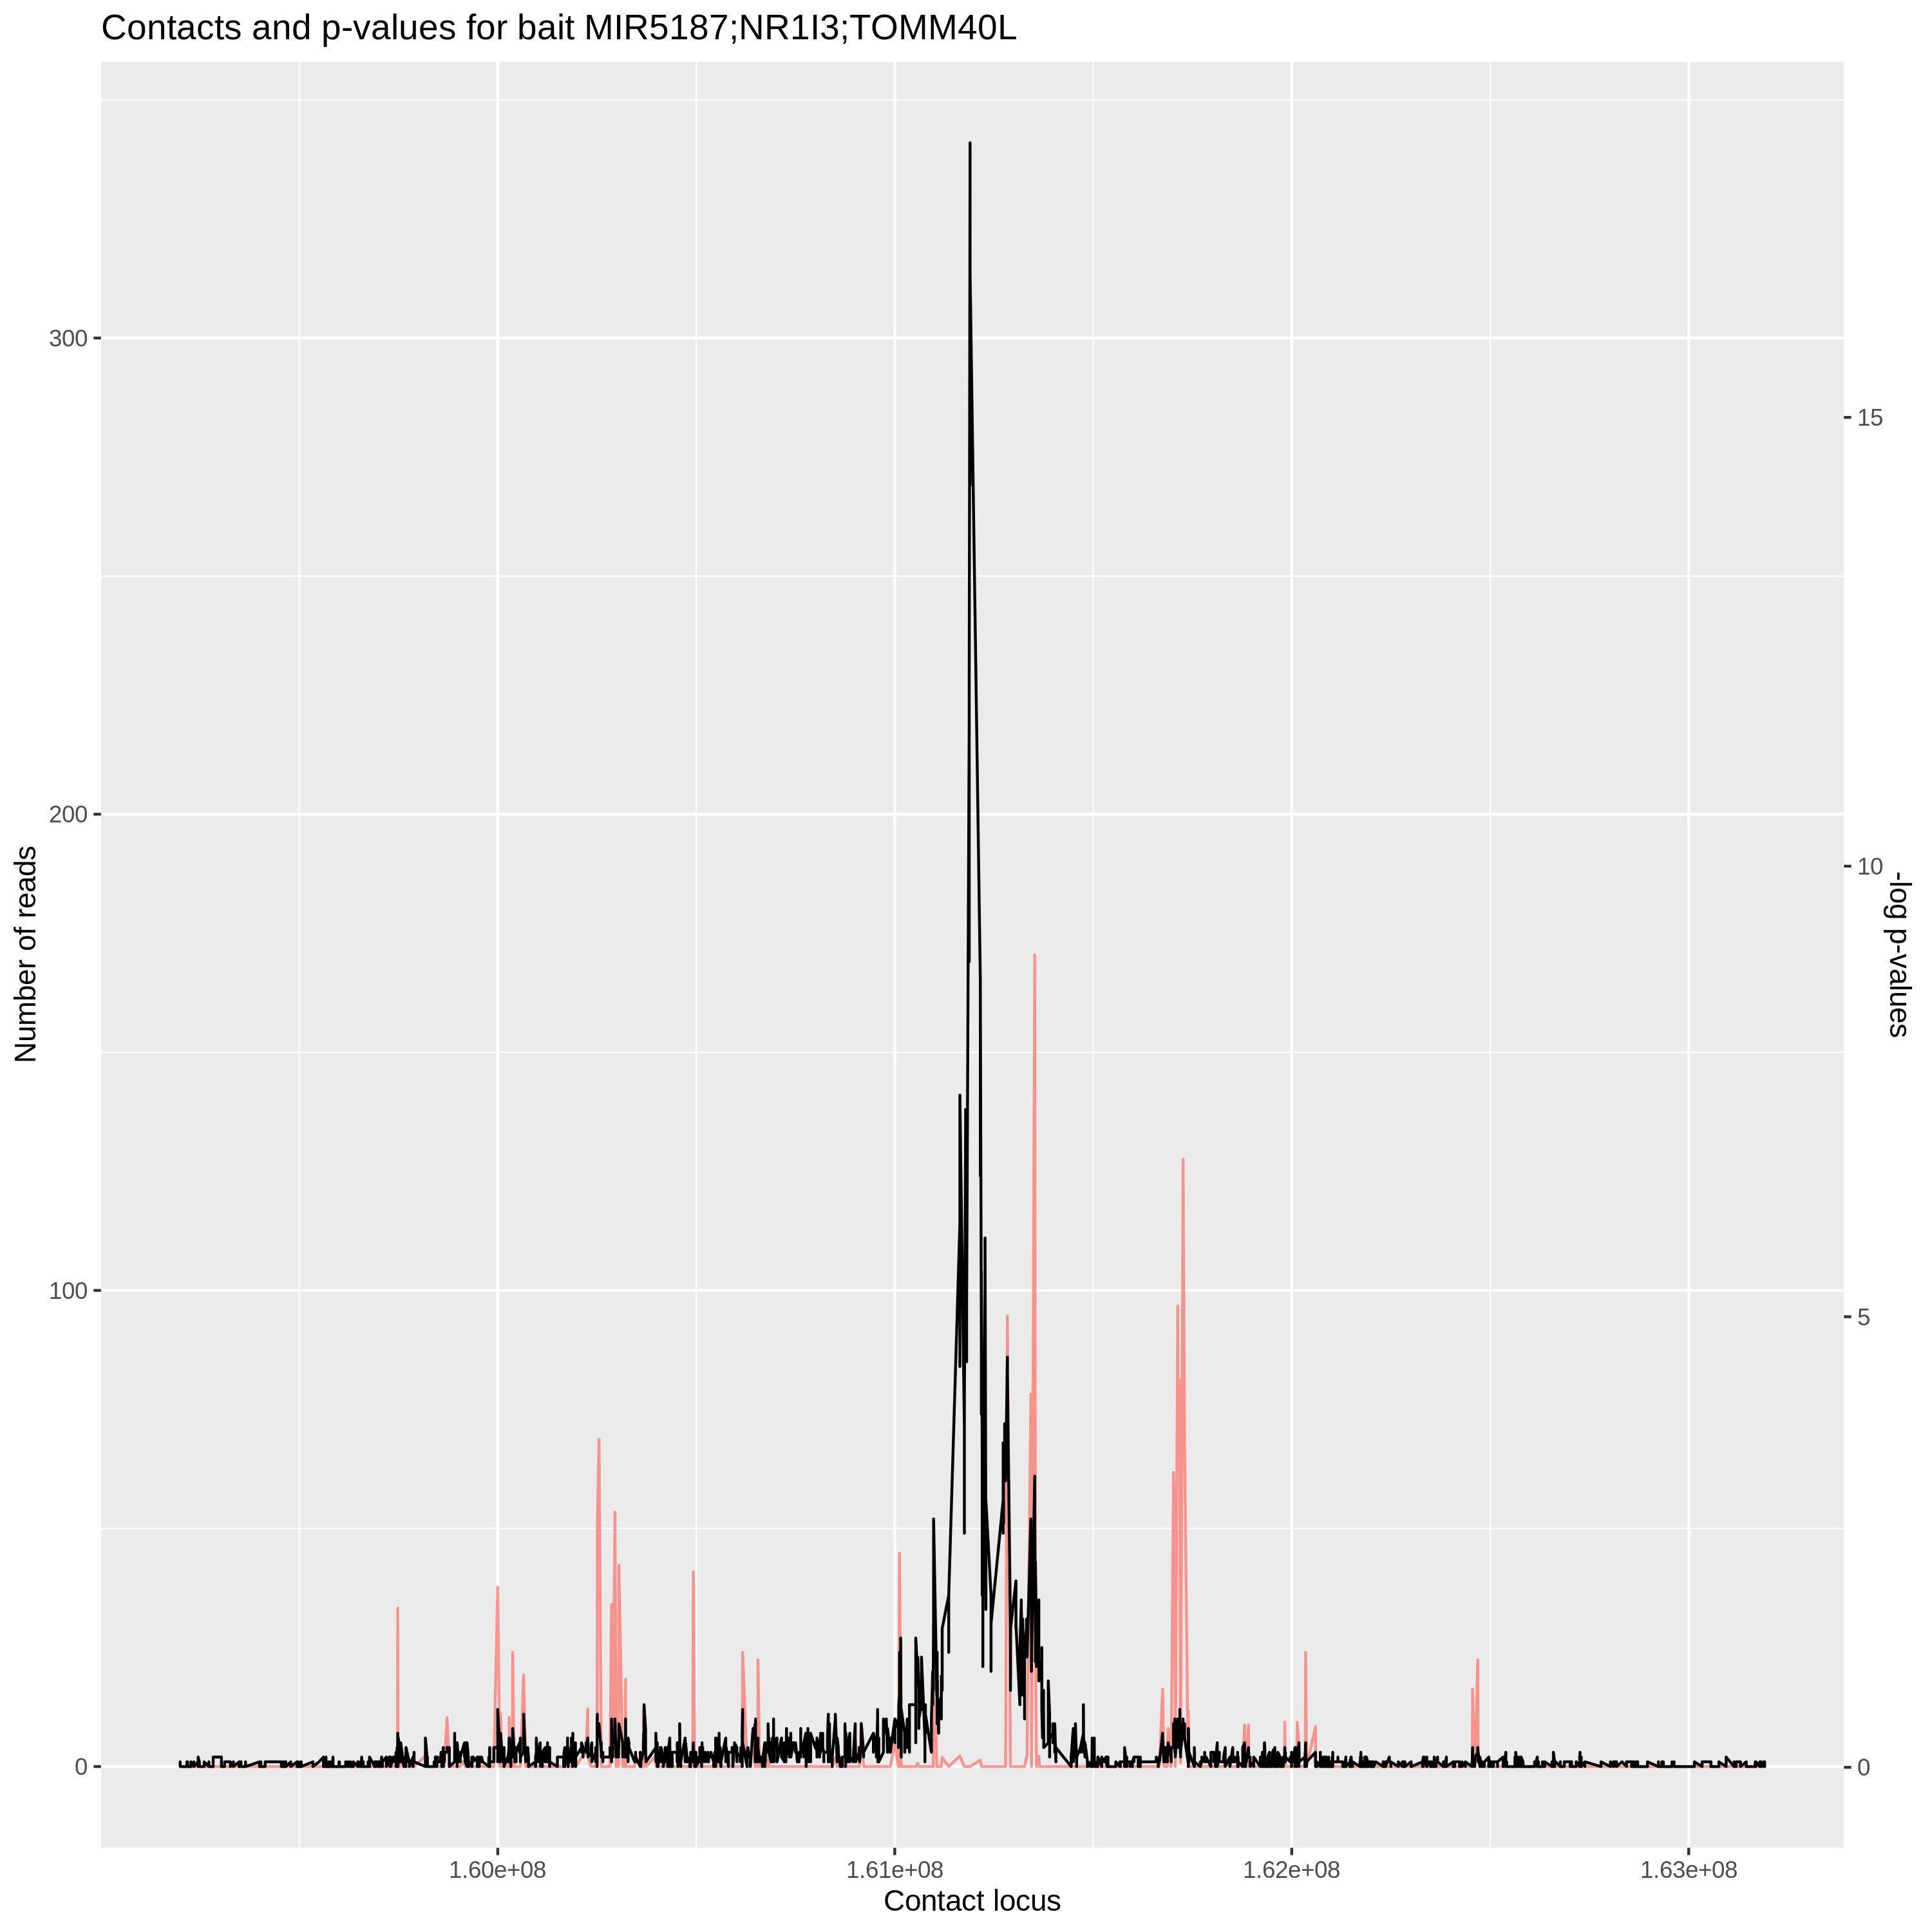 Contacts and p-values for bait MIR5187;NR1I3;TOMM40L
300
200
100
0
Number of reads
15
10
5
0
-log p-values
1.60e+08
1.61e+08
1.62e+08
1.63e+08
Contact locus